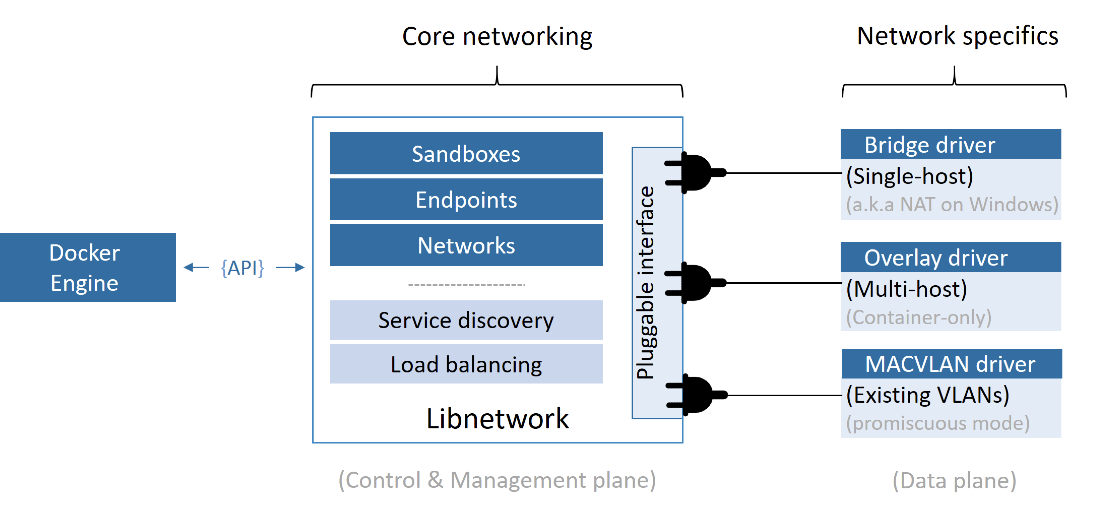 Core networking
Network specifics
Sandboxes
Endpoints
Networks
Service discovery
Load balancing
Libnetwork
Pluggable interface
Docker
Engine
{API}
Bridge driver
(Single-host)
(a.k.a NAT on Windows)
Overlay driver
(Multi-host)
(Container-only)
MACVLAN driver
(Existing VLANs)
(promiscuous mode)
(Control & Management plane)
(Data plane)